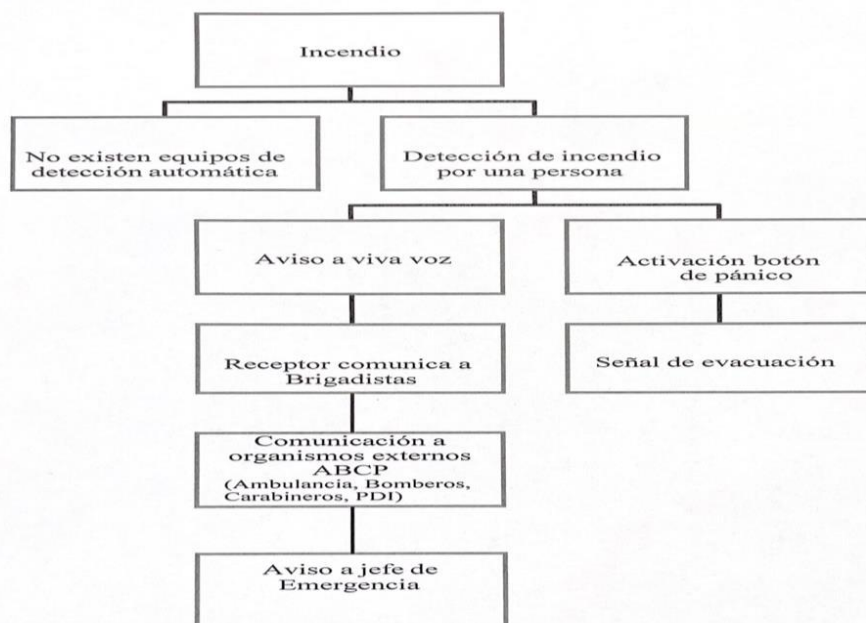 Incendio
No existen equipos de
detección automática
Detección de incendio
por una persona
Aviso a viva voz
Activación botón
de pánico
Receptor comunica a
Brigadistas
Señal de evacuación
Comunicación a
organismos externos
ABCP
(Ambulancia, Bomberos,
Carabineros, PDI)
Aviso a jefe de
Emergencia